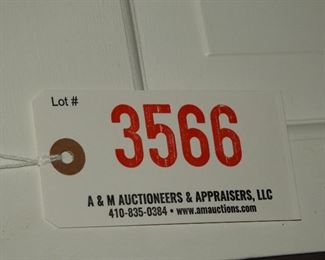 Lot #
3566
A & M AUCTIONEERS & APPRAISERS, LLC
410-835-0384 • www.amauctions.com